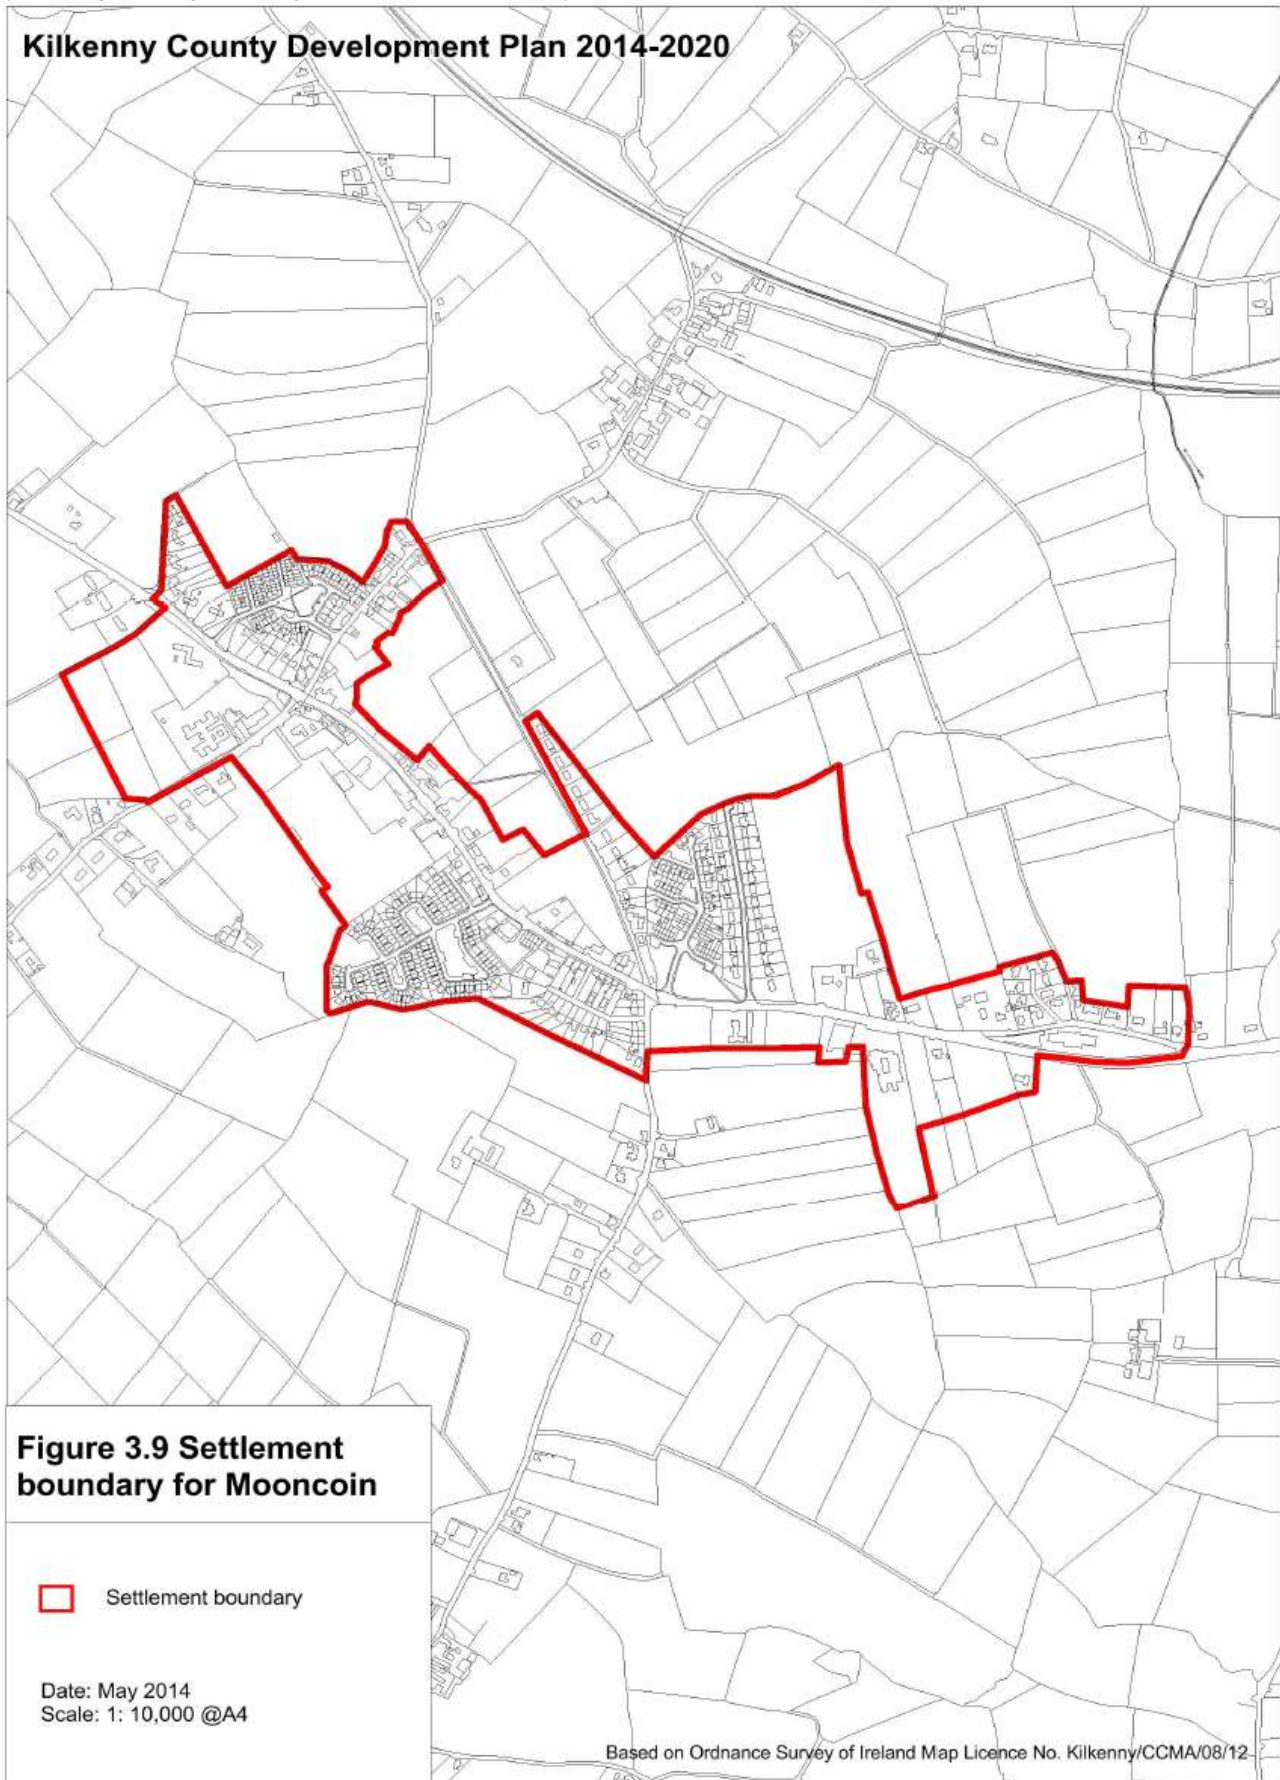 Kilkenny County Development Plan 2014-2020
Figure 3.9 Settlement
boundary for Mooncoin
Settlement boundary
Date: May 2014
Scale: 1: 10,000 @A4
Based on Ordnance Survey of Ireland Map Licence No. Kilkenny/CCMA/08/12